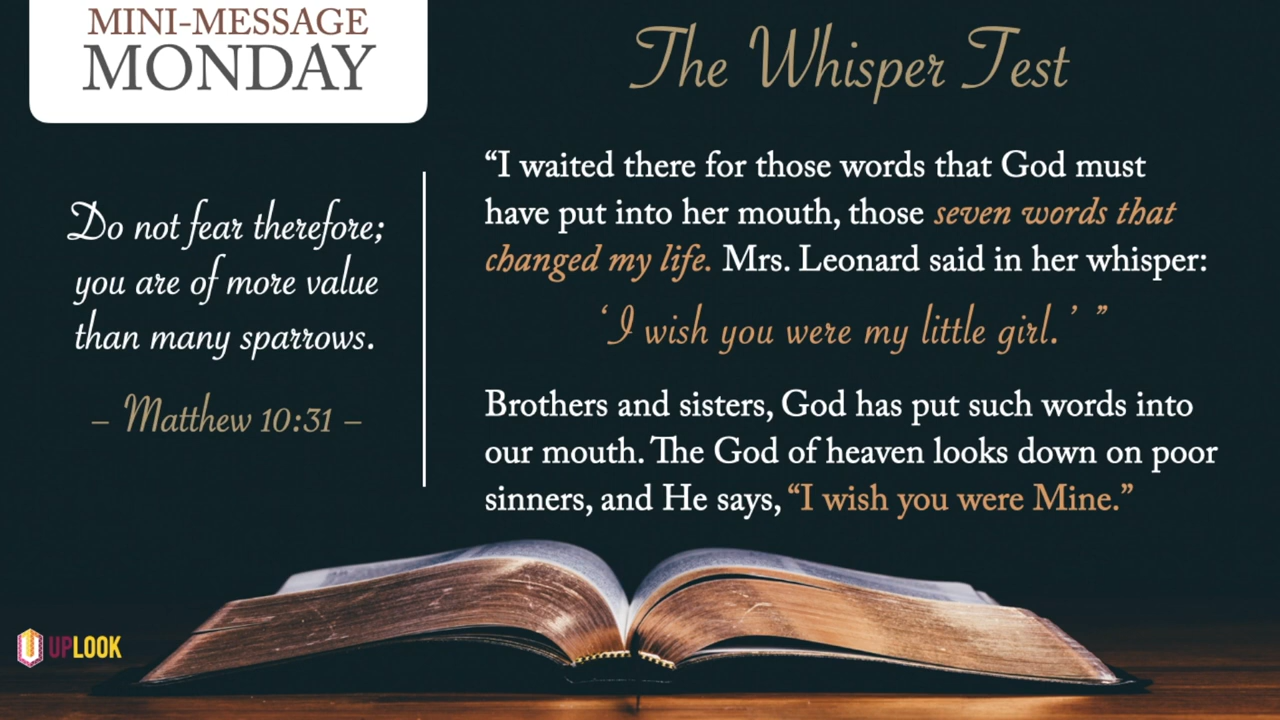 MINI-MESSAGE
MONDAY
Do not fear therefore;
you are of more value
than many sparrows.
– Matthew 10:31 –
The Whisper Test
“I waited there for those words that God must
have put into her mouth, those seven words that
changed my life. Mrs. Leonard said in her whisper:
‘I wish you were my little girl.’ ”
Brothers and sisters, God has put such words into
our mouth. The God of heaven looks down on poor
sinners, and He says, “I wish you were Mine.”
UPLOOK